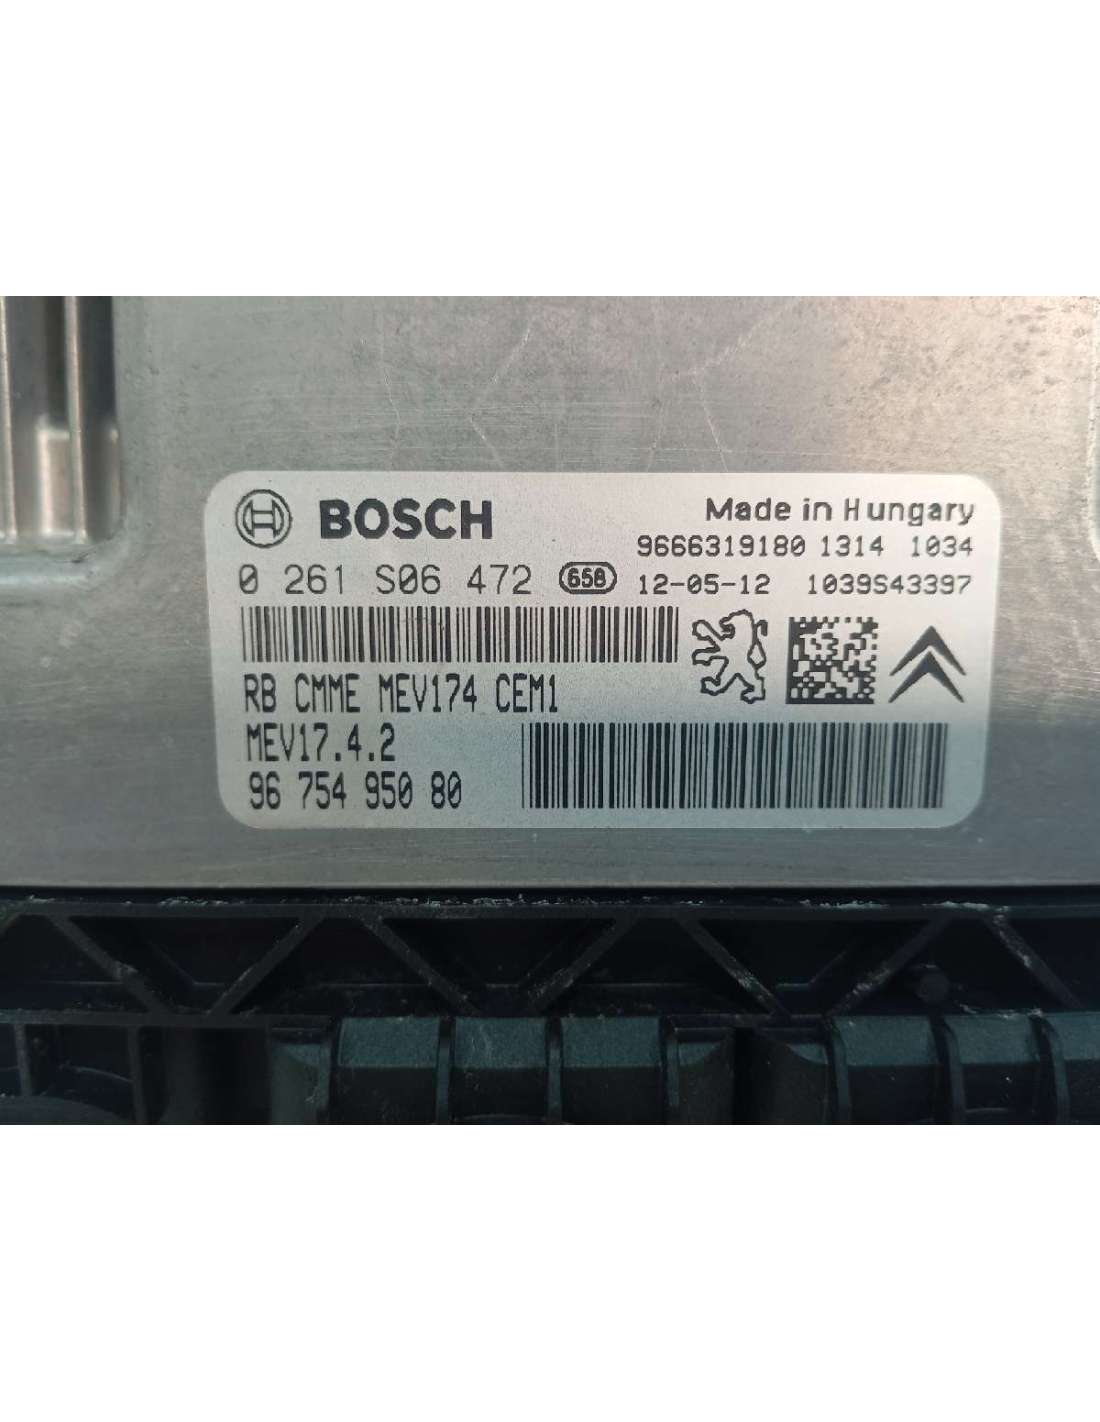 BOSCH
Made in Hungary
9666319180 1314 1034
0 261 S06 472 658 12-05-12 1039S43397
RB CMME MEV174 CEM1
MEV17.4.2
96 754 950 80